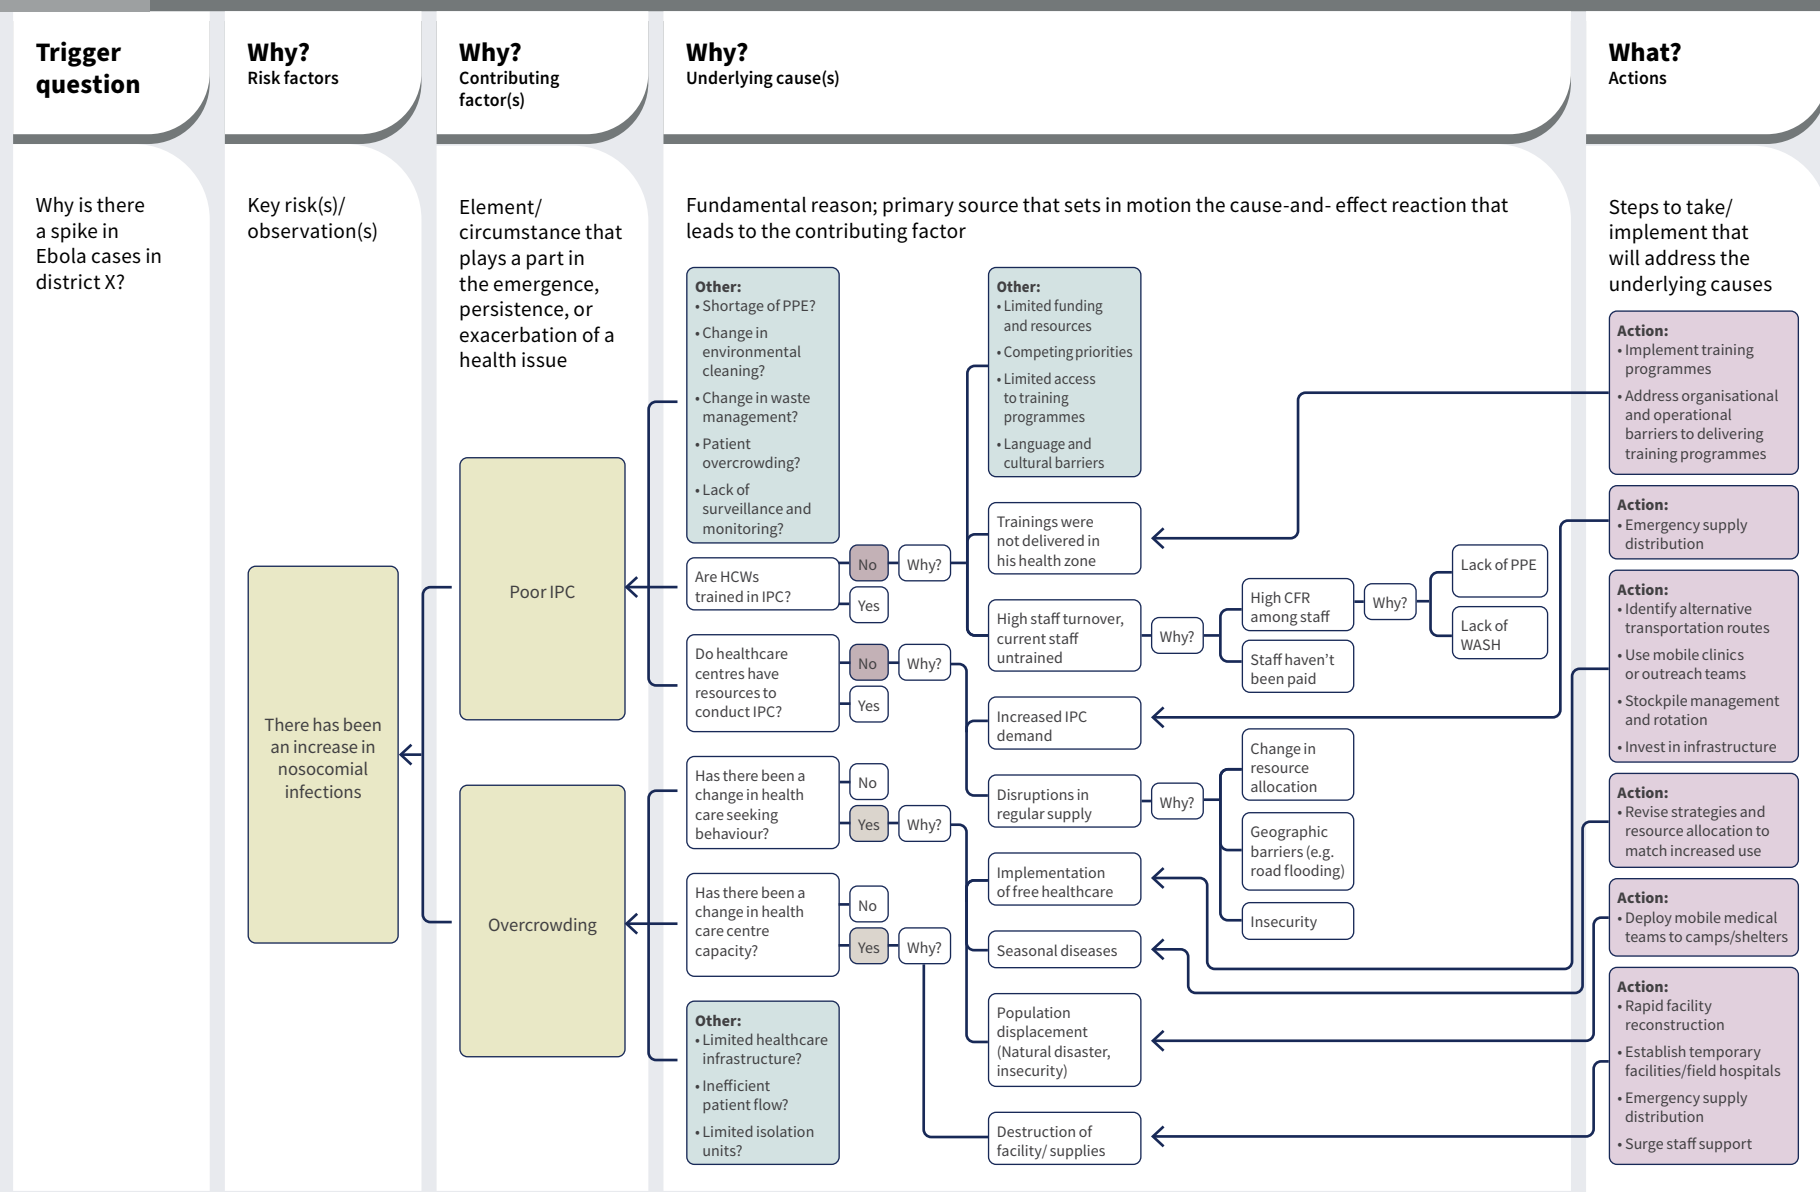 Trigger
question
Why?
Risk factors
Why?
Contributing
factor(s)
Why?
Underlying cause(s)
What?
Actions
Why is there
a spike in
Ebola cases in
district X?
Key risk(s)/
observation(s)
Element/
circumstance that
plays a part in
the emergence,
persistence, or
exacerbation of a
health issue
Fundamental reason; primary source that sets in motion the cause-and- effect reaction that
leads to the contributing factor
Steps to take/
implement that
will address the
underlying causes
There has been
an increase in
nosocomial
infections
Poor IPC
Overcrowding
Other:
• Shortage of PPE?
• Change in
environmental
cleaning?
• Change in waste
management?
• Patient
overcrowding?
• Lack of
surveillance and
monitoring?
Are HCWs
trained in IPC?
No
Why?
Yes
Do healthcare
centres have
resources to
conduct IPC?
No
Why?
Yes
Has there been a
change in health
care seeking
behaviour?
No
Yes
Why?
Has there been a
change in health
care centre
capacity?
No
Yes
Why?
Other:
• Limited healthcare
infrastructure?
• Inefficient
patient flow?
• Limited isolation
units?
Other:
• Limited funding
and resources
• Competing priorities
• Limited access
to training
programmes
• Language and
cultural barriers
Trainings were
not delivered in
his health zone
High staff turnover,
current staff
untrained
Why?
High CFR
among staff
Why?
Lack of PPE
Lack of
WASH
Staff haven't
been paid
Increased IPC
demand
Disruptions in
regular supply
Why?
Change in
resource
allocation
Geographic
barriers (e.g.
road flooding)
Insecurity
Implementation
of free healthcare
Seasonal diseases
Population
displacement
(Natural disaster,
insecurity)
Destruction of
facility/ supplies
Action:
• Implement training
programmes
• Address organisational
and operational
barriers to delivering
training programmes
Action:
• Emergency supply
distribution
Action:
• Identify alternative
transportation routes
• Use mobile clinics
or outreach teams
• Stockpile management
and rotation
• Invest in infrastructure
Action:
• Revise strategies and
resource allocation to
match increased use
Action:
• Deploy mobile medical
teams to camps/shelters
Action:
• Rapid facility
reconstruction
• Establish temporary
facilities/field hospitals
• Emergency supply
distribution
• Surge staff support